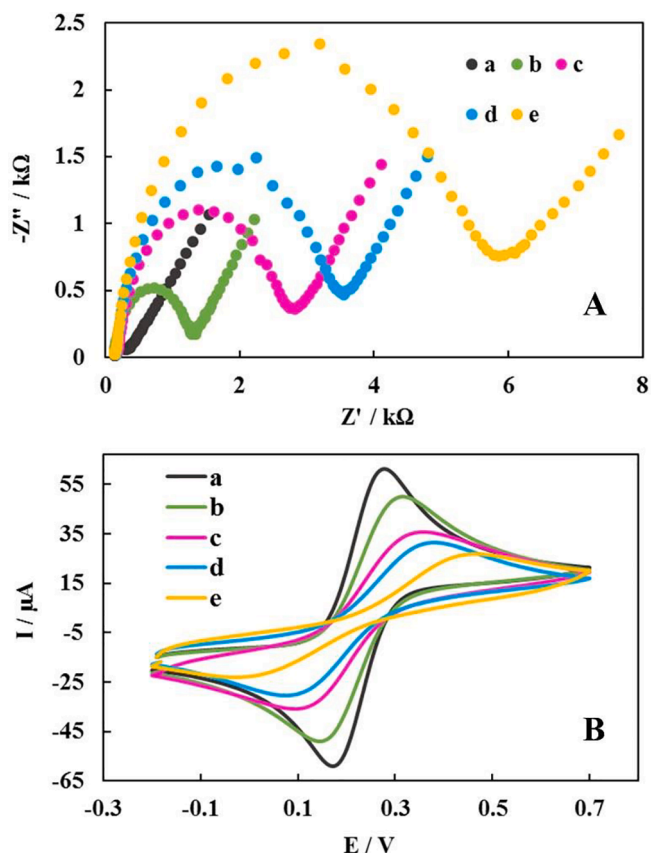 2.5
a b c
2
d e
1.5
-Z" / kΩ
1
0.5
A
0
0 2 4 6 8
Z' / kΩ
55
a
b
35
c
d
15
e
I / µA
-5
-25
-45
B
-65
-0.3 -0.1 0.1 0.3 0.5 0.7
E / V